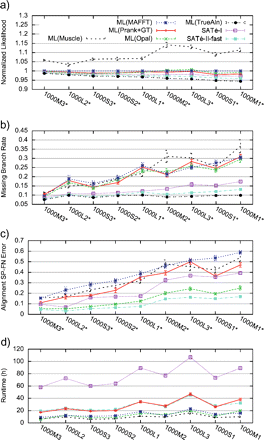 a)
Normalized Likelihood
1.2
1.15
1.1
1.05
1
0.95
0.9
ML(MAFFT)
ML(TrueAln)
ML(Prank+GT)
SATé-I
ML(Muscle)
ML(Opal)
SATé-II-fast
1000M3*
1000L2*
1000S3*
1000S2*
1000L1*
1000M2*
1000L3*
1000S1*
1000M1*
b)
Missing Branch Rate
0.4
0.35
0.3
0.25
0.2
0.15
0.1
0.05
1000M3*
1000L2*
1000S3*
1000S2*
1000L1*
1000M2*
1000L3*
1000S1*
1000M1*
c)
Alignment SP-FN Error
0.7
0.6
0.5
0.4
0.3
0.2
0.1
0
1000M3*
1000L2*
1000S3*
1000S2*
1000L1*
1000M2*
1000L3*
1000S1*
1000M1*
d)
Runtime (h)
120
100
80
60
40
20
0
1000M3
1000L2
1000S3
1000S2
1000L1
1000M2
1000L3
1000S1
1000M1